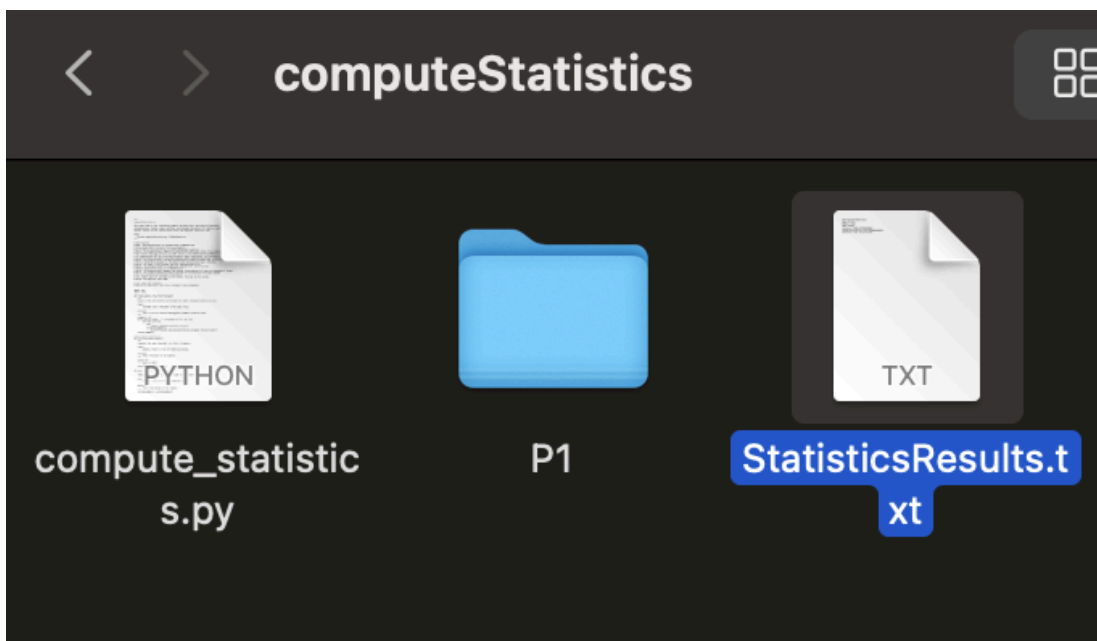 computeStatistics
PYTHON
TXT
compute_statistic
s.py
P1
StatisticsResults.t
xt